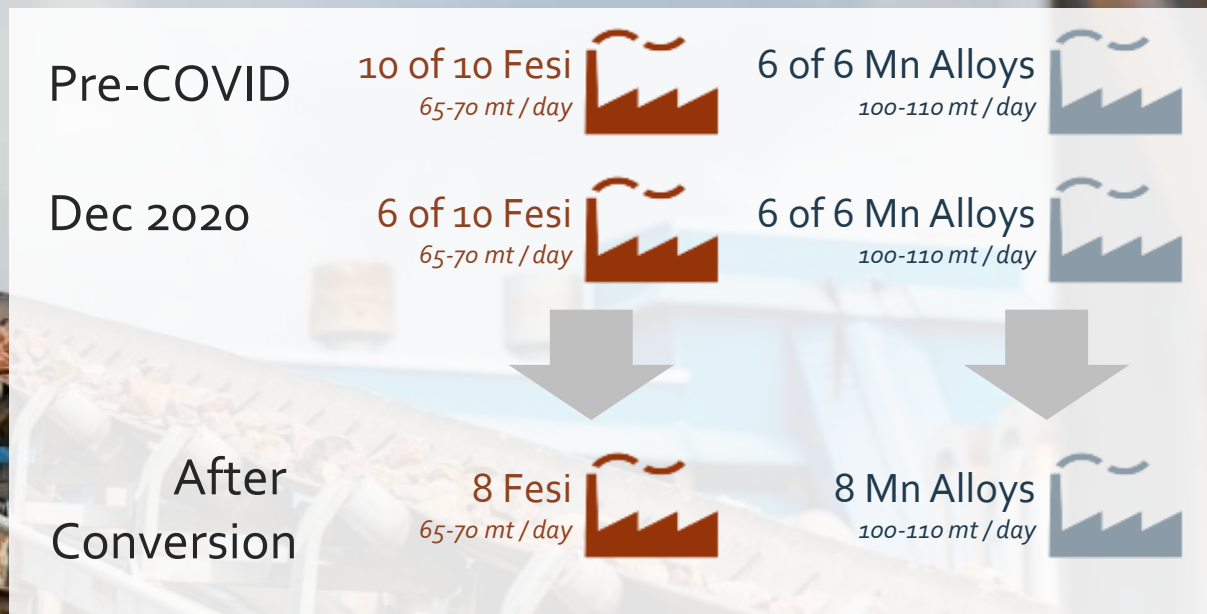 Pre-COVID
10 of 10 Fesi
65-70 mt / day
6 of 6 Mn Alloys
100-110 mt / day
Dec 2020
6 of 10 Fesi
65-70 mt / day
6 of 6 Mn Alloys
100-110 mt / day
After
Conversion
8 Fesi
65-70 mt / day
8 Mn Alloys
100-110 mt / day